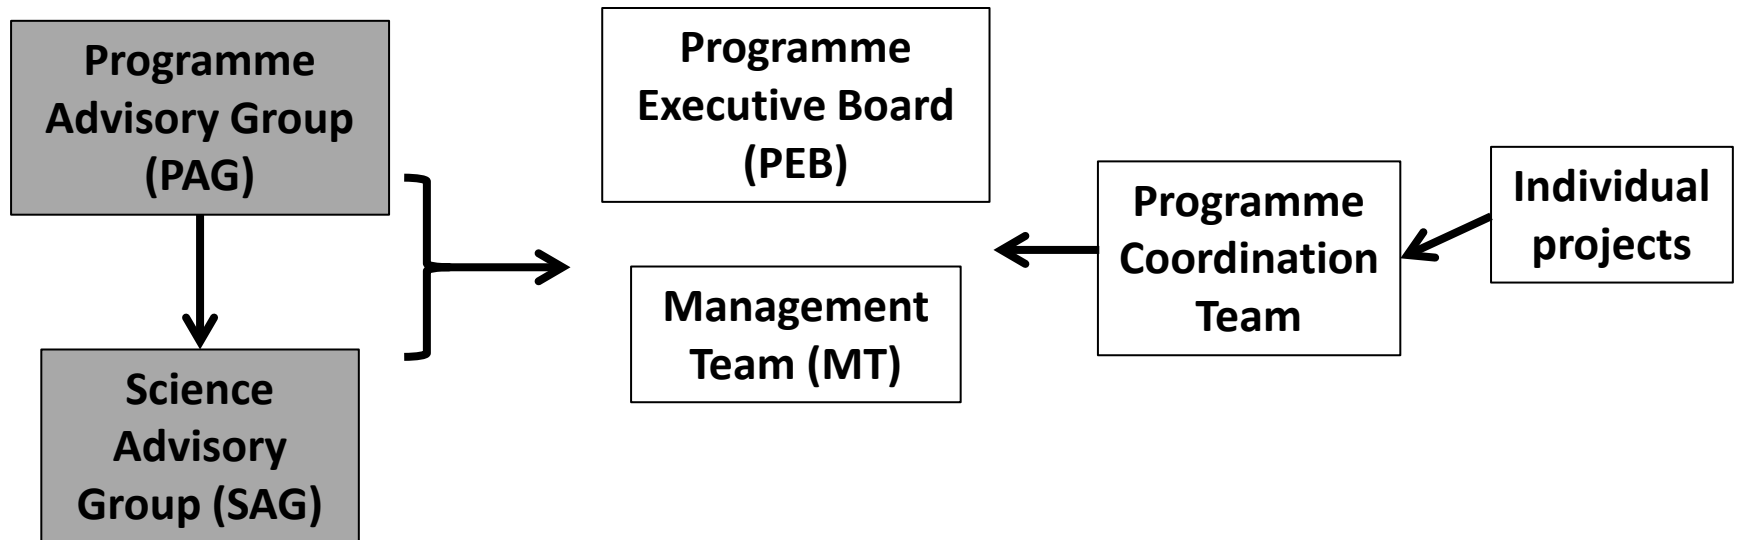 Programme
Advisory Group
(PAG)
Science
Advisory
Group (SAG)
Programme
Executive Board
(PEB)
Management
Team (MT)
Programme
Coordination
Team
Individual
projects